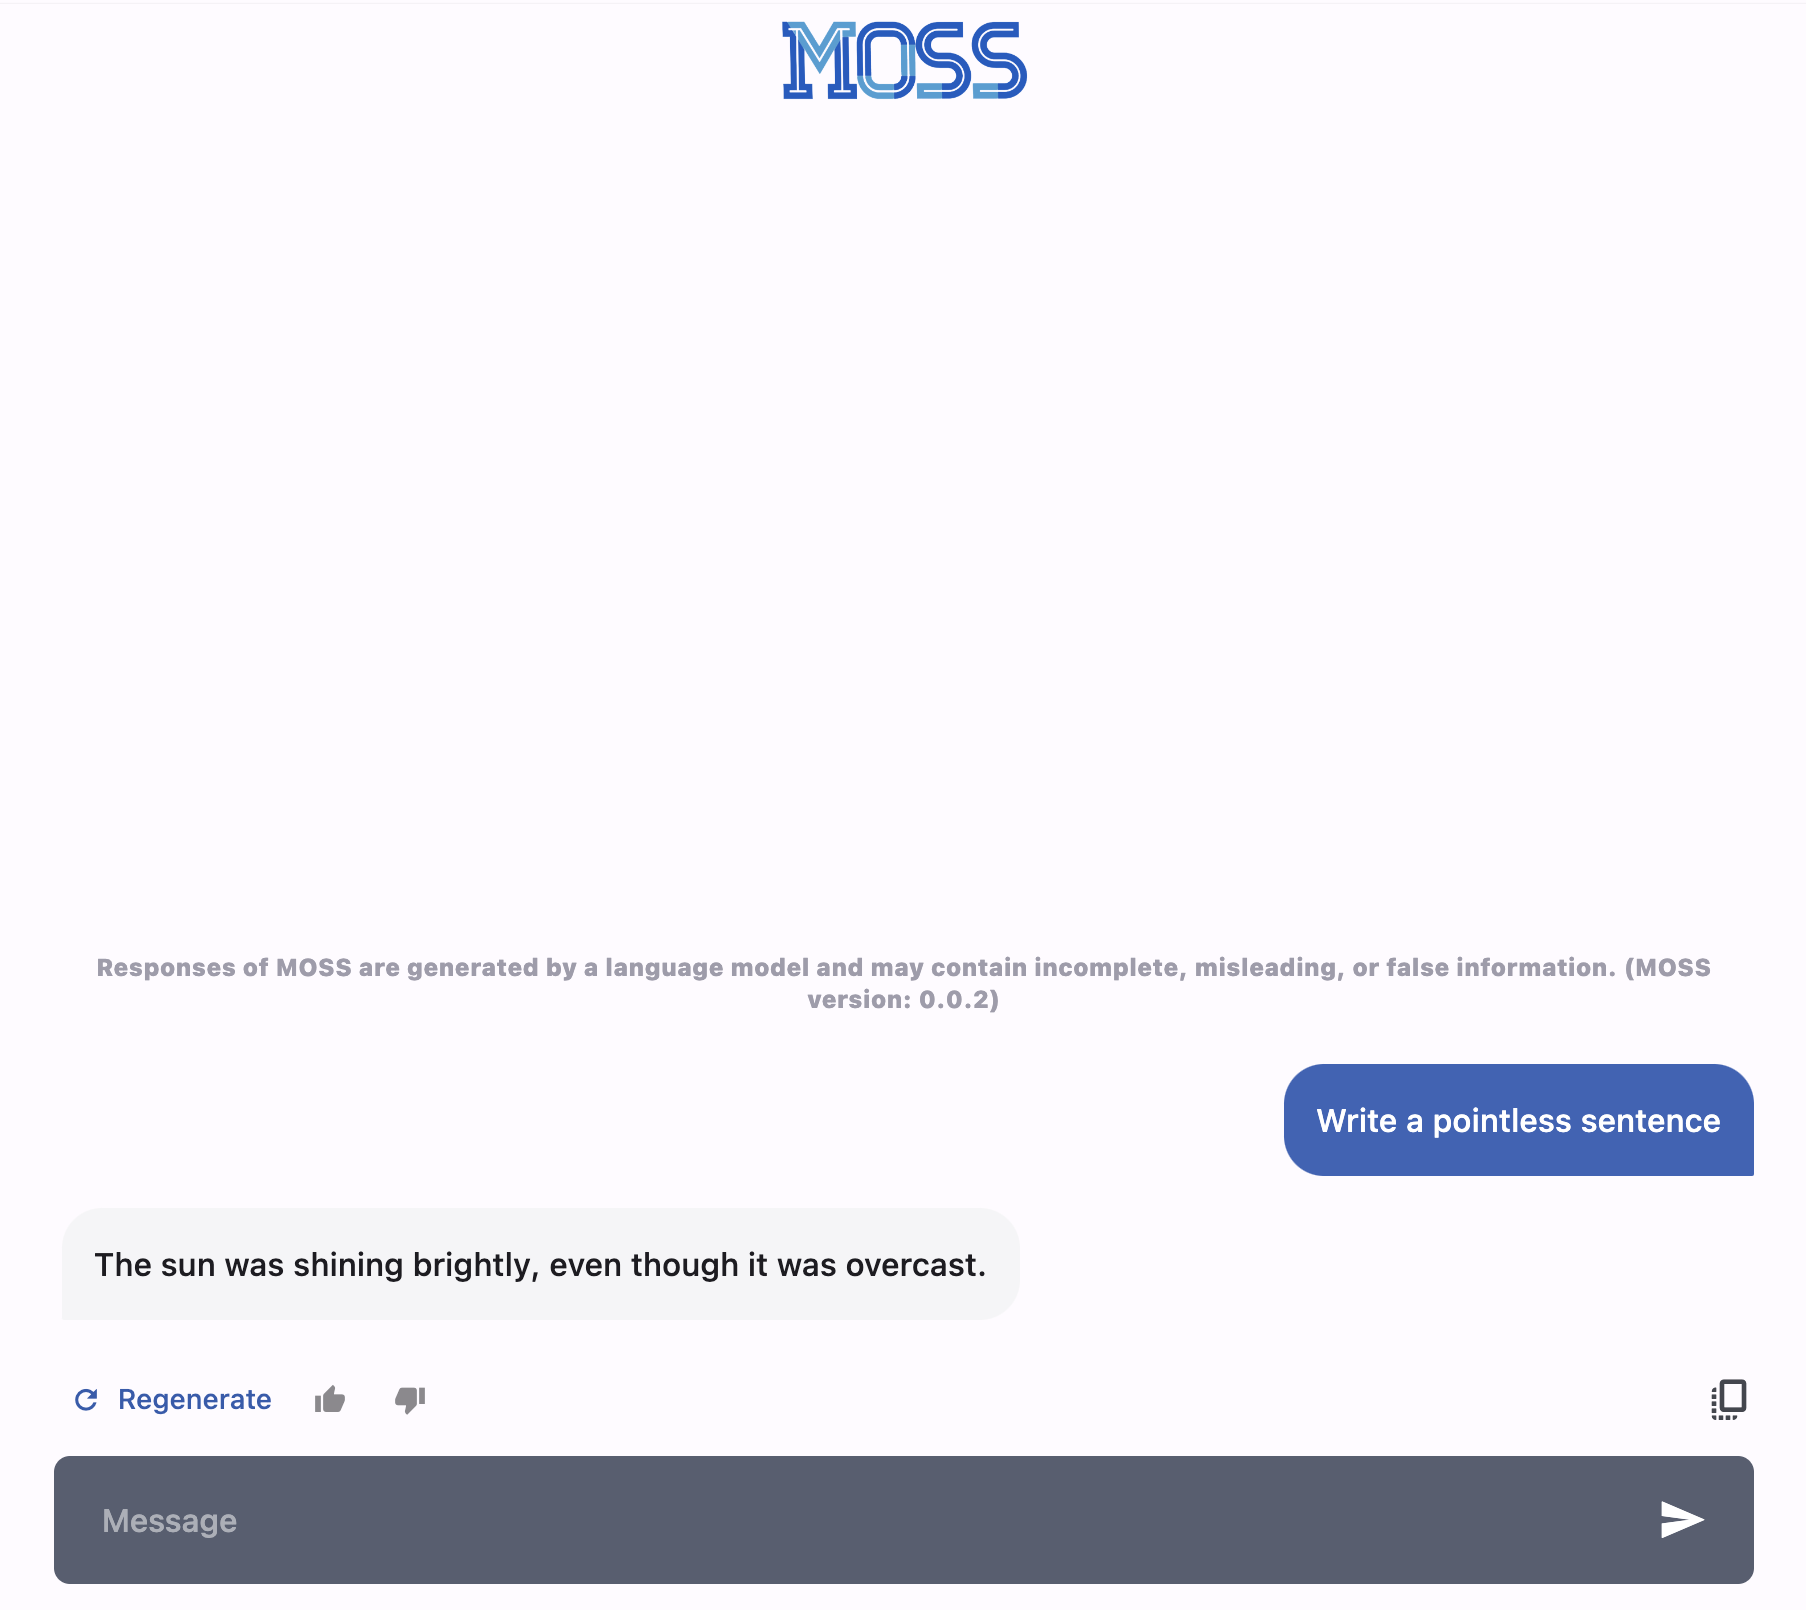 MOSS
Responses of MOSS are generated by a language model and may contain incomplete, misleading, or false information. (MOSS
version: 0.0.2)
Write a pointless sentence
The sun was shining brightly, even though it was overcast.
Regenerate
Message